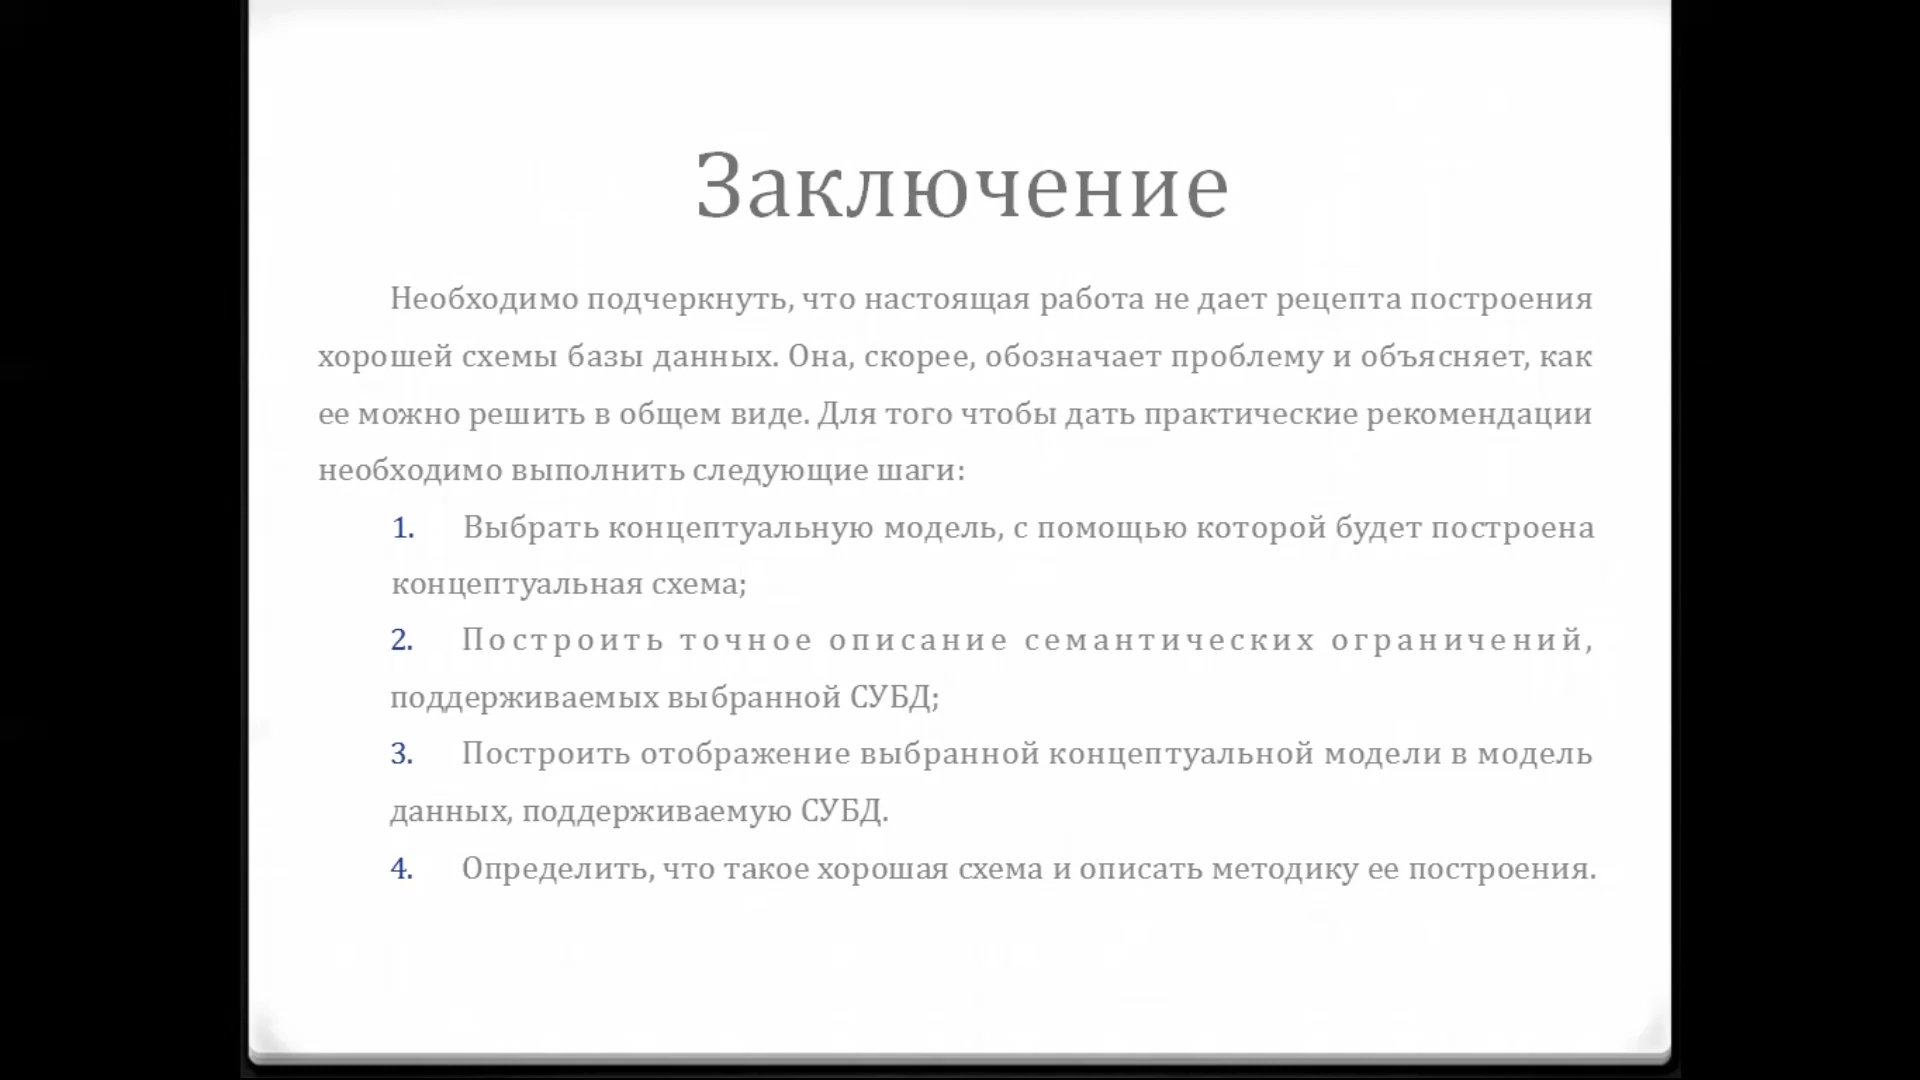 Заключение
Необходимо подчеркнуть, что настоящая работа не дает рецепта построения
хорошей схемы базы данных. Она, скорее, обозначает проблему и объясняет, как
ее можно решить в общем виде. Для того чтобы дать практические рекомендации
необходимо выполнить следующие шаги:
1. Выбрать концептуальную модель, с помощью которой будет построена
концептуальная схема;
2. Построить точное описание семантических ограничений,
поддерживаемых выбранной СУБД;
3. Построить отображение выбранной концептуальной модели в модель
данных, поддерживаемую СУБД.
4. Определить, что такое хорошая схема и описать методику ее построения.